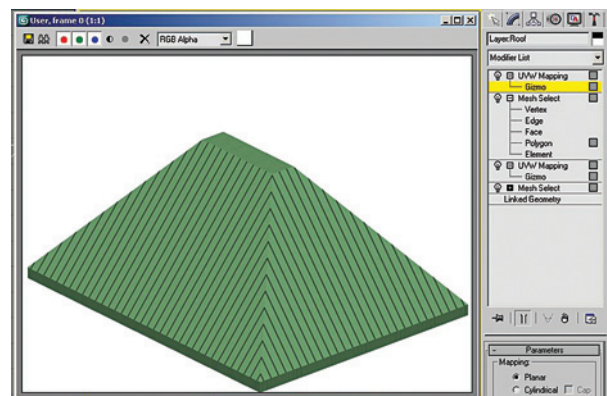 User, frame 0 (1:1)
RGB Alpha
Layer:Roof
Modifier List
UVW Mapping
Gizmo
Mesh Select
Vertex
Edge
Face
Polygon
Element
UVW Mapping
Gizmo
Mesh Select
Linked Geometry
- Parameters
Mapping:
Planar
Cylindrical Cap